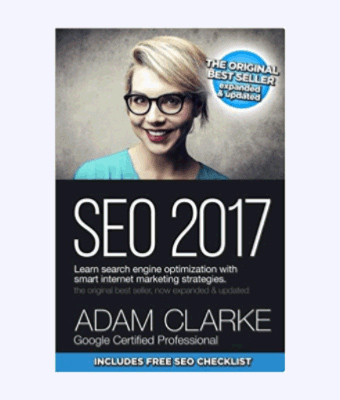 THE ORIGINAL
BEST SELLER!
expanded
& updated
SEO 2017
Learn search engine optimization with
smart internet marketing strategies.
the original best seller, now expanded & updated
ADAM CLARKE
Google Certified Professional
INCLUDES FREE SEO CHECKLIST